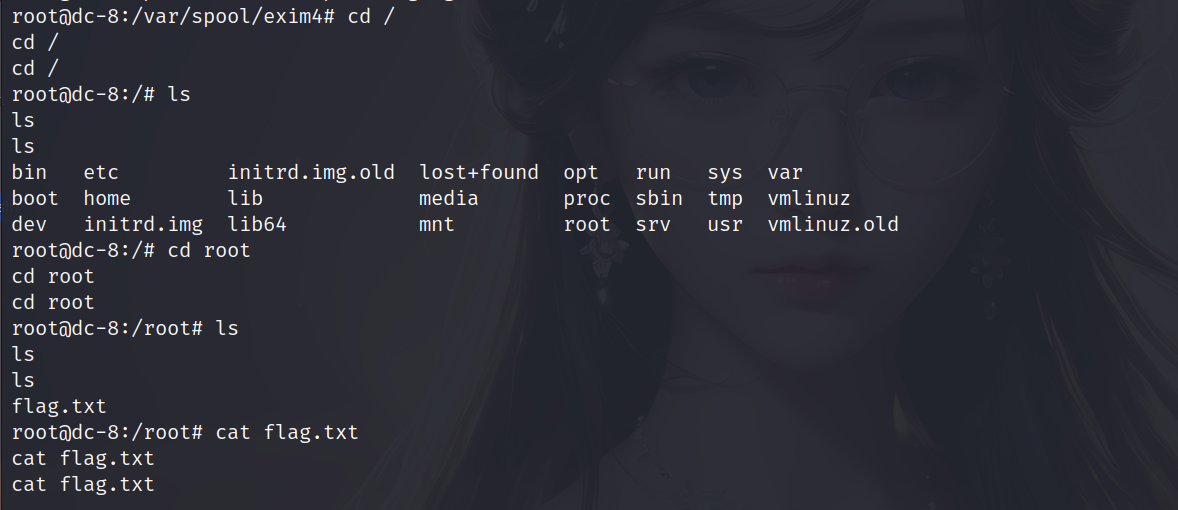 root@dc-8:/var/spool/exim4# cd /
cd /
cd /
root@dc-8:/# ls
ls
ls
bin   etc         initrd.img.old  lost+found  opt   run   sys  var
boot  home        lib             media       proc  sbin  tmp  vmlinuz
dev   initrd.img  lib64           mnt         root  srv   usr  vmlinuz.old
root@dc-8:/# cd root
cd root
cd root
root@dc-8:/root# ls
ls
ls
flag.txt
root@dc-8:/root# cat flag.txt
cat flag.txt
cat flag.txt